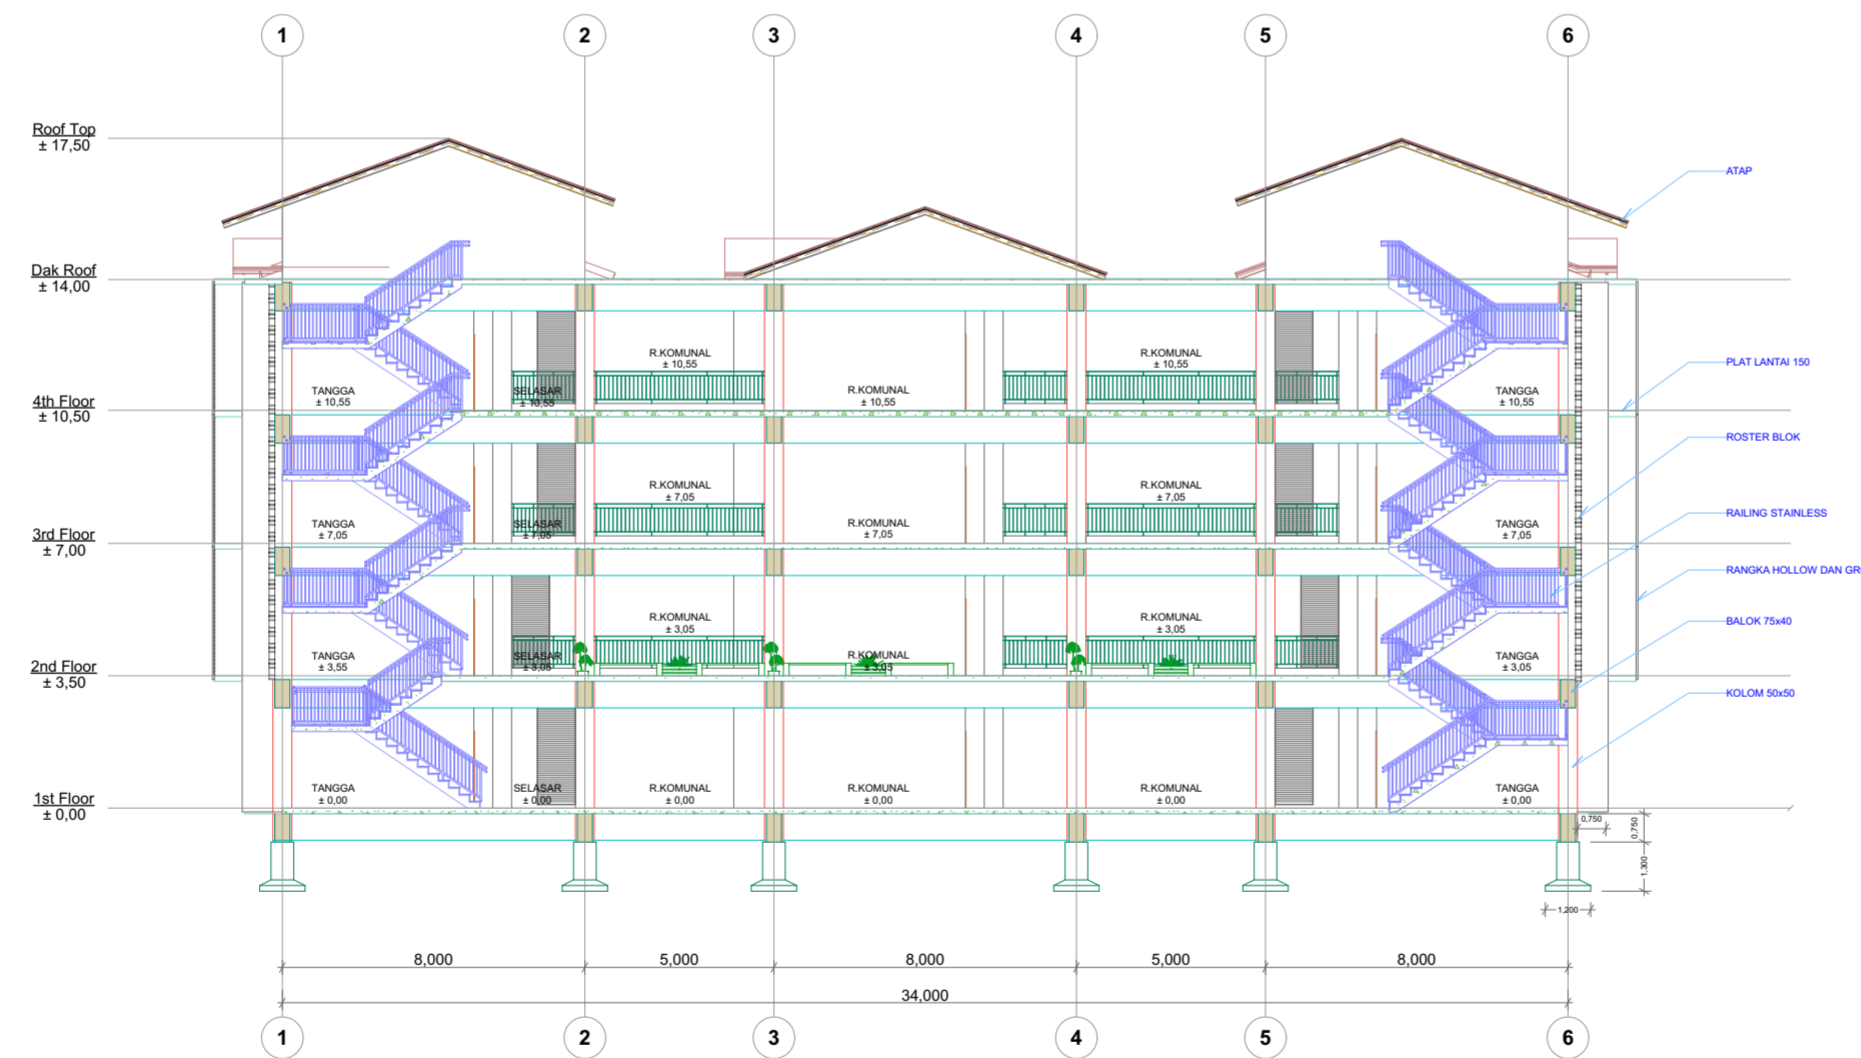 1 2 3 4 5 6
Roof Top
± 17,50
ATAP
Dak Roof
± 14,00
R.KOMUNAL
± 10,55
R.KOMUNAL
± 10,55
PLAT LANTAI 150
TANGGA
± 10,55
SELASAR
± 10,55
R.KOMUNAL
± 10,55
TANGGA
± 10,55
4th Floor
± 10,50
ROSTER BLOK
R.KOMUNAL
± 7,05
R.KOMUNAL
± 7,05
RAILING STAINLESS
TANGGA
± 7,05
SELASAR
± 7,05
R.KOMUNAL
± 7,05
TANGGA
± 7,05
3rd Floor
± 7,00
RANGKA HOLLOW DAN GR
R.KOMUNAL
± 3,05
R.KOMUNAL
± 3,05
BALOK 75x40
TANGGA
± 3,55
SELASAR
± 3,05
R.KOMUNAL
± 3,05
TANGGA
± 3,05
2nd Floor
± 3,50
KOLOM 50x50
TANGGA
± 0,00
SELASAR
± 0,00
R.KOMUNAL
± 0,00
R.KOMUNAL
± 0,00
R.KOMUNAL
± 0,00
TANGGA
± 0,00
1st Floor
± 0,00
0,750
0,750
1,300
1,200
8,000 5,000 8,000 5,000 8,000
34,000
1 2 3 4 5 6